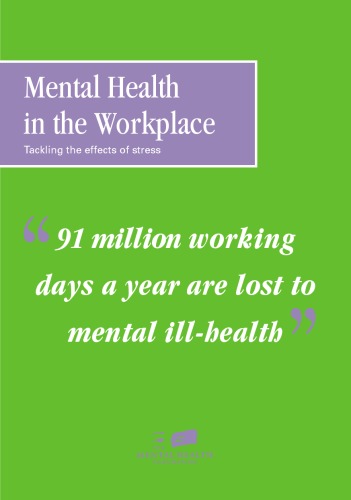 Mental Health
in the Workplace
Tackling the effects of stress
“91 million working
days a year are lost to
mental ill-health”